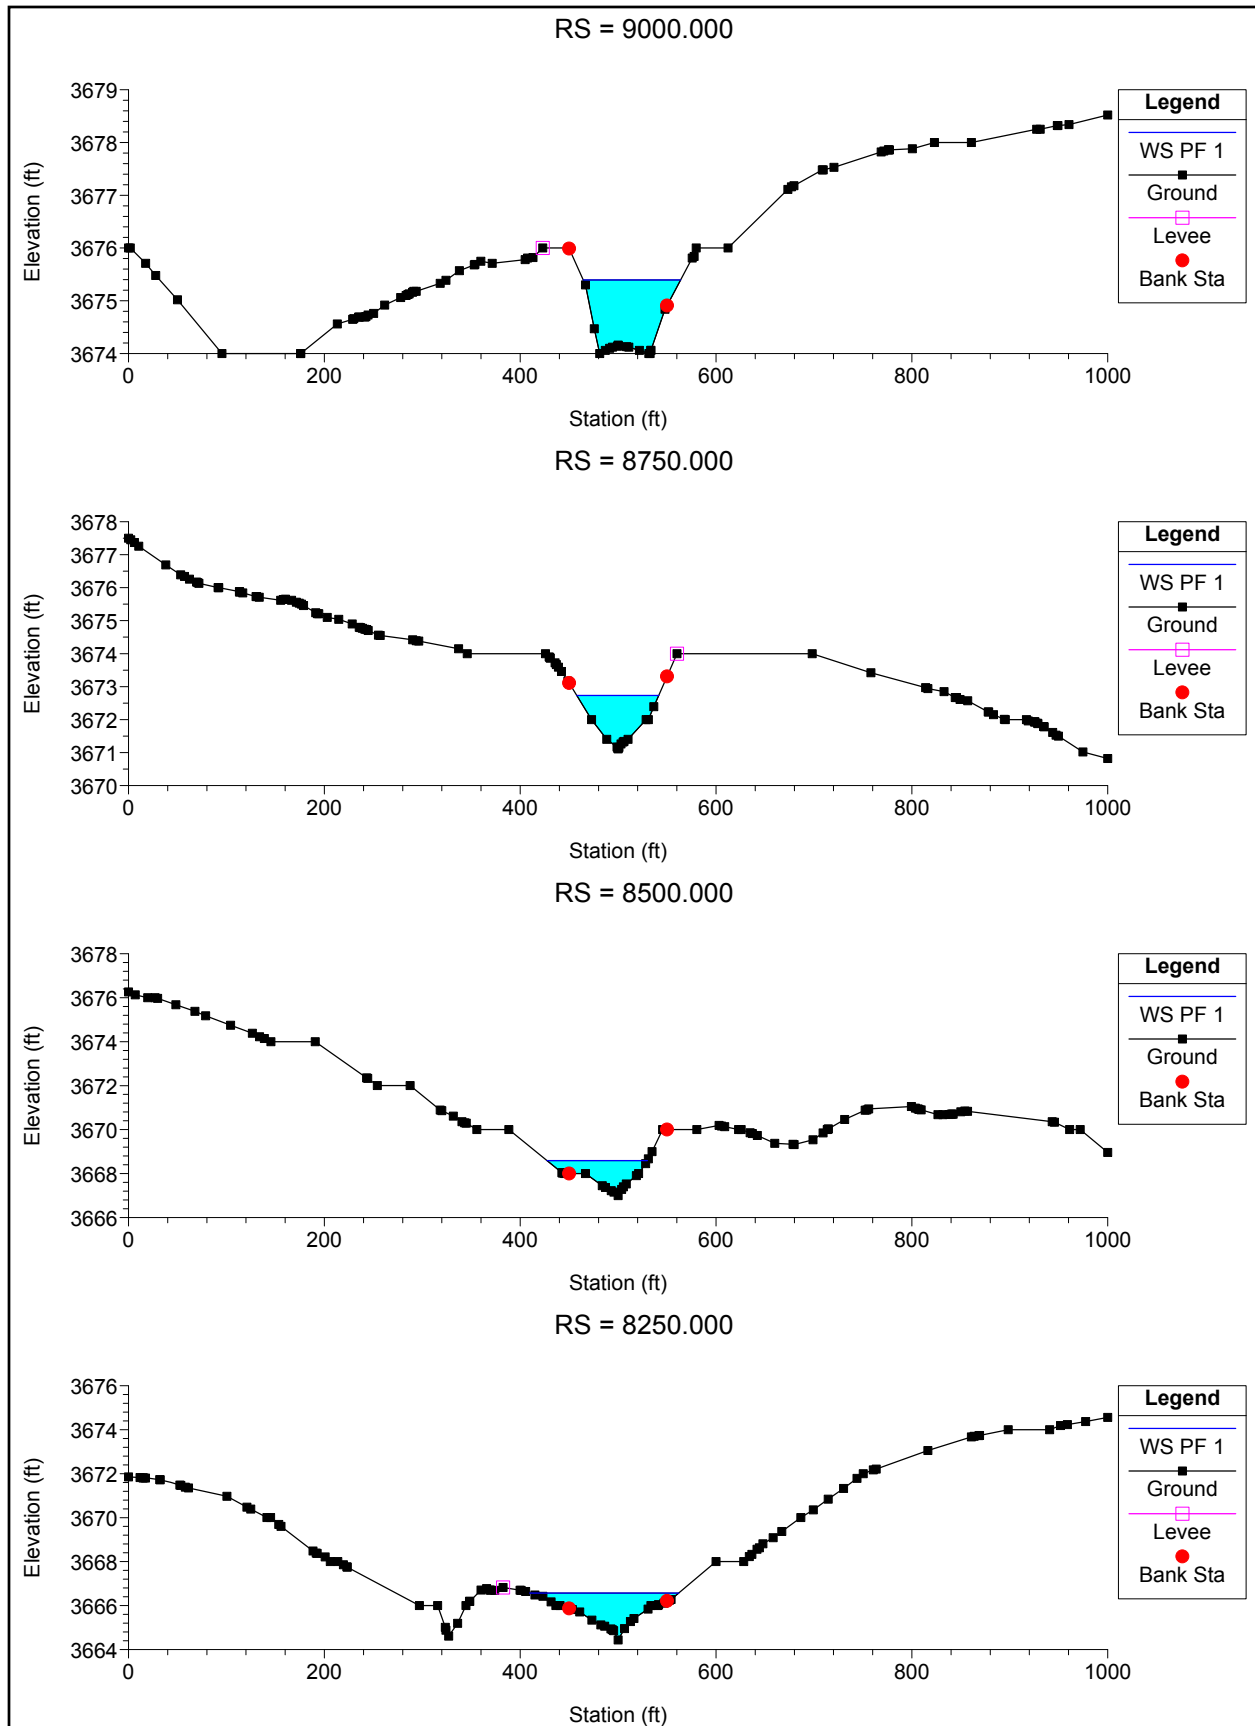 RS = 9000.000
3679
3678
3677
3676
3675
3674
Elevation (ft)
0 200 400 600 800 1000
Station (ft)
Legend
WS PF 1
Ground
Levee
Bank Sta
RS = 8750.000
3678
3677
3676
3675
3674
3673
3672
3671
3670
Elevation (ft)
0 200 400 600 800 1000
Station (ft)
Legend
WS PF 1
Ground
Levee
Bank Sta
RS = 8500.000
3678
3676
3674
3672
3670
3668
3666
Elevation (ft)
0 200 400 600 800 1000
Station (ft)
Legend
WS PF 1
Ground
Bank Sta
RS = 8250.000
3676
3674
3672
3670
3668
3666
3664
Elevation (ft)
0 200 400 600 800 1000
Station (ft)
Legend
WS PF 1
Ground
Levee
Bank Sta